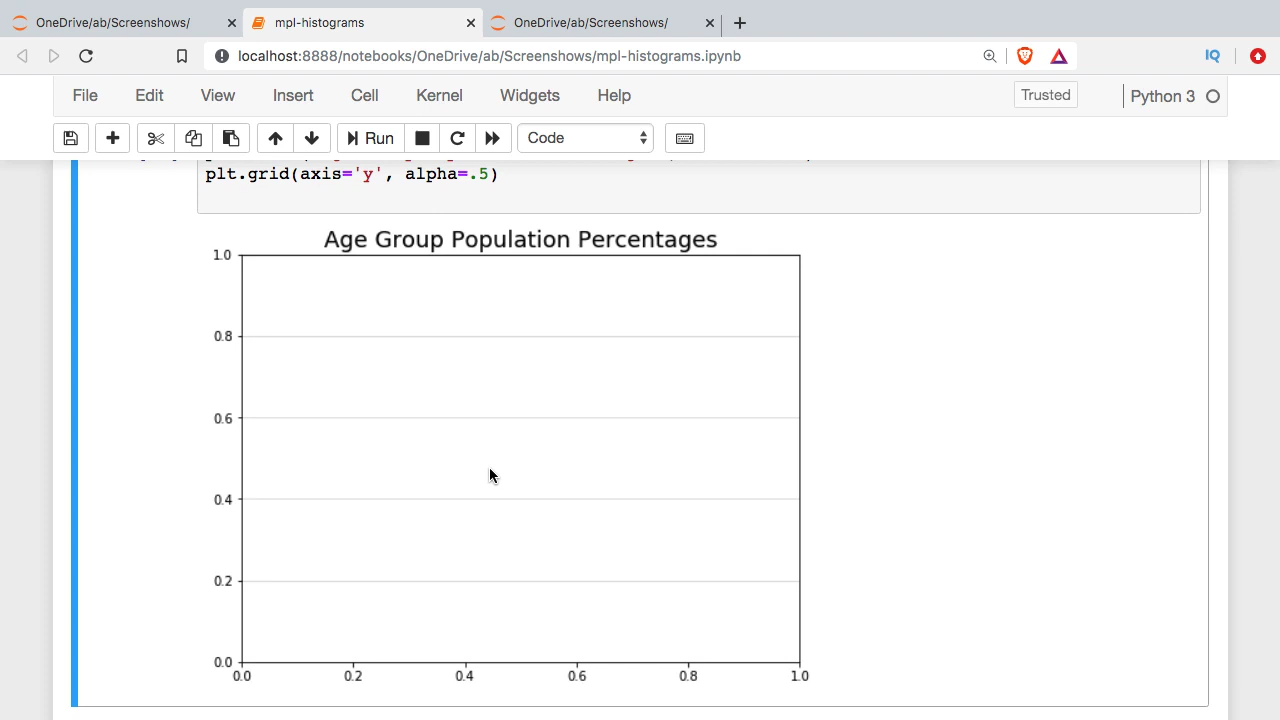 OneDrive/ab/Screenshows/
mpl-histograms
OneDrive/ab/Screenshows/
localhost:8888/notebooks/OneDrive/ab/Screenshows/mpl-histograms.ipynb
IQ
File Edit View Insert Cell Kernel Widgets Help
Trusted
Python 3
Run
Code
plt.grid(axis='y', alpha=.5)
Age Group Population Percentages
1.0
0.8
0.6
0.4
0.2
0.0
0.0 0.2 0.4 0.6 0.8 1.0